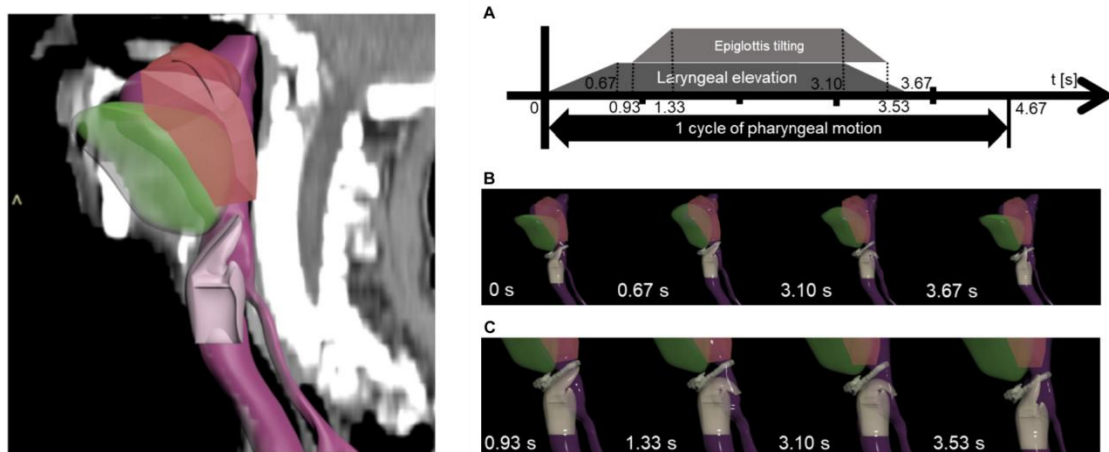 A
Epiglottis tilting
0.67 Laryngeal elevation 3.10 3.67 t [s]
0 0.93 1.33 3.53 4.67
1 cycle of pharyngeal motion
B
0 s 0.67 s 3.10 s 3.67 s
C
0.93 s 1.33 s 3.10 s 3.53 s